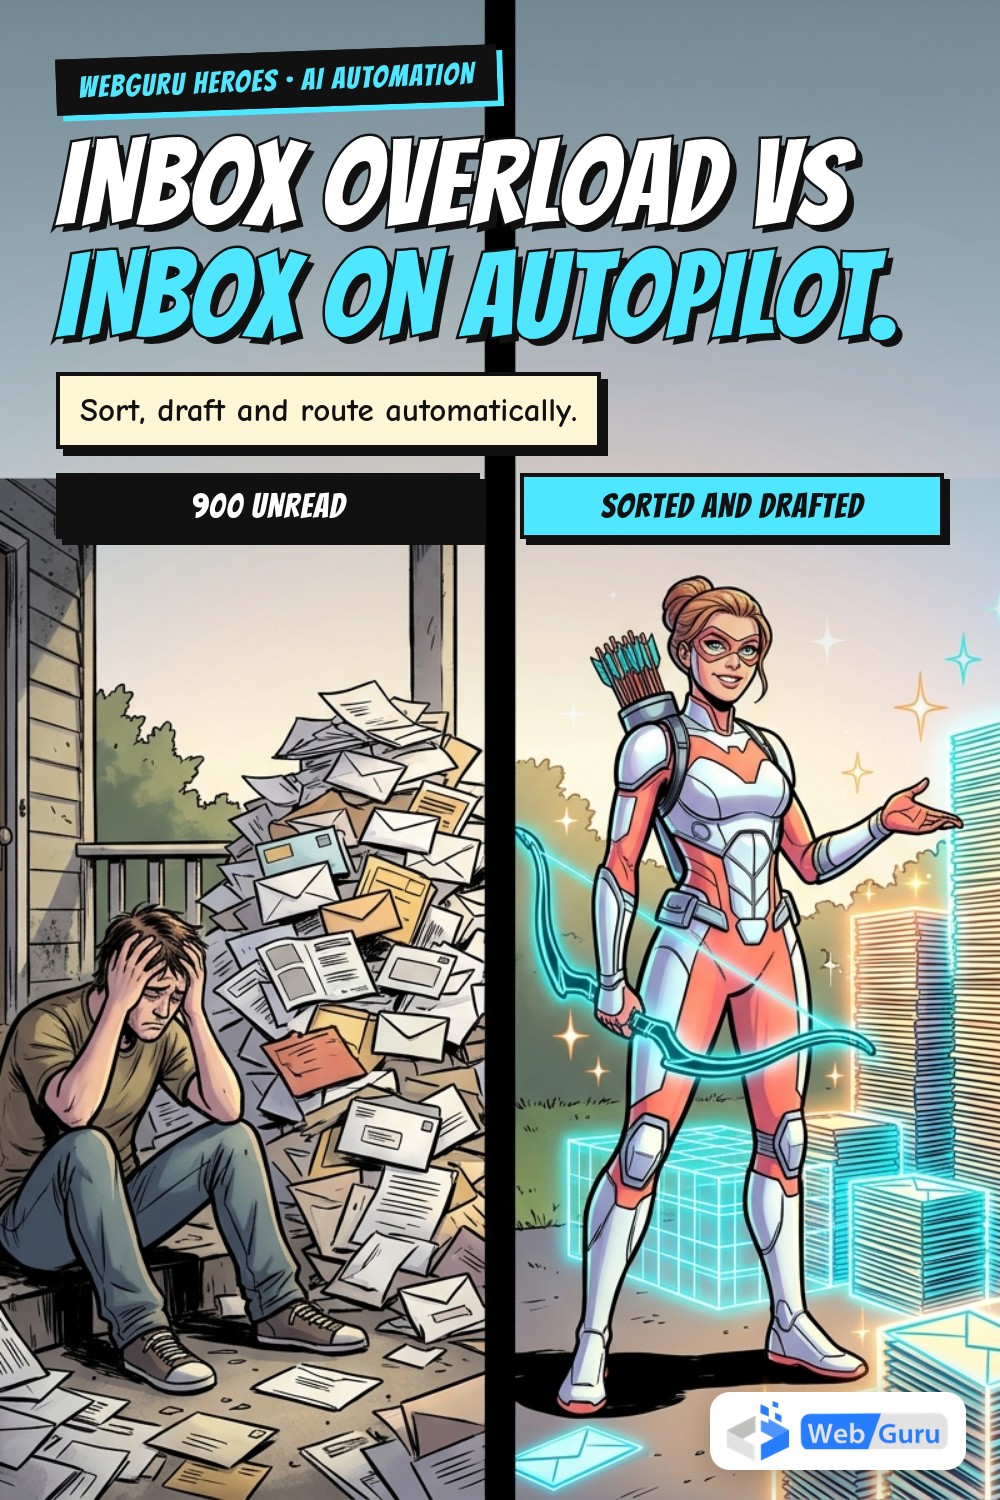 WEBGURU HEROES · AI AUTOMATION
INBOX OVERLOAD VS
INBOX ON AUTOPILOT.
Sort, draft and route automatically.
900 UNREAD
SORTED AND DRAFTED
Web Guru